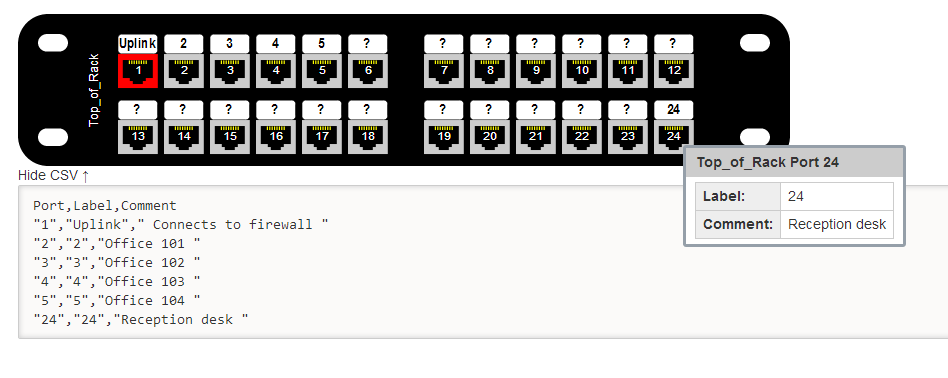 Uplink 2 3 4 5 ? ? ? ? ? ? ?
1 2 3 4 5 6 7 8 9 10 11 12
Top_of_Rack
? ? ? ? ? ? ? ? ? ? ? 24
13 14 15 16 17 18 19 20 21 22 23 24
Top_of_Rack Port 24
Label: 24
Comment: Reception desk
Hide CSV ↑
Port,Label,Comment
"1","Uplink"," Connects to firewall "
"2","2","Office 101 "
"3","3","Office 102 "
"4","4","Office 103 "
"5","5","Office 104 "
"24","24","Reception desk "